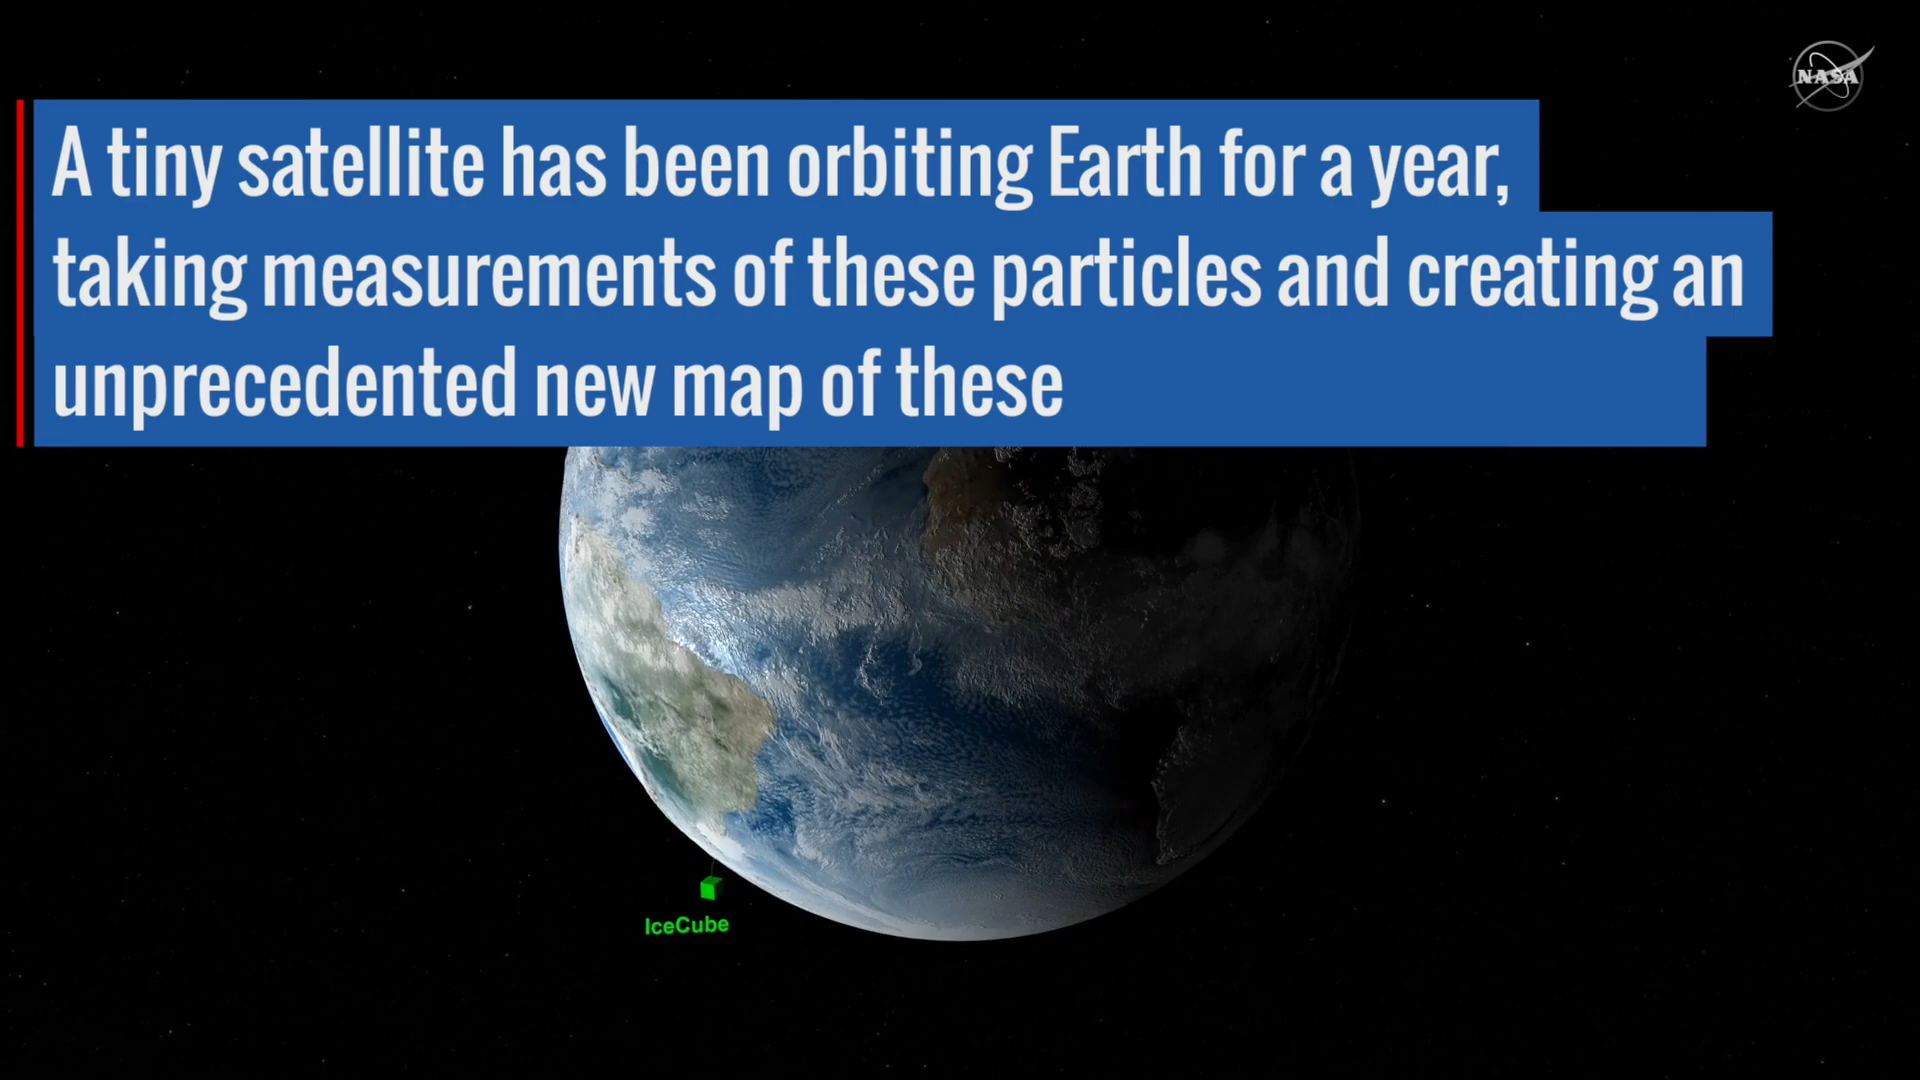 NASA
A tiny satellite has been orbiting Earth for a year,
taking measurements of these particles and creating an
unprecedented new map of these
IceCube